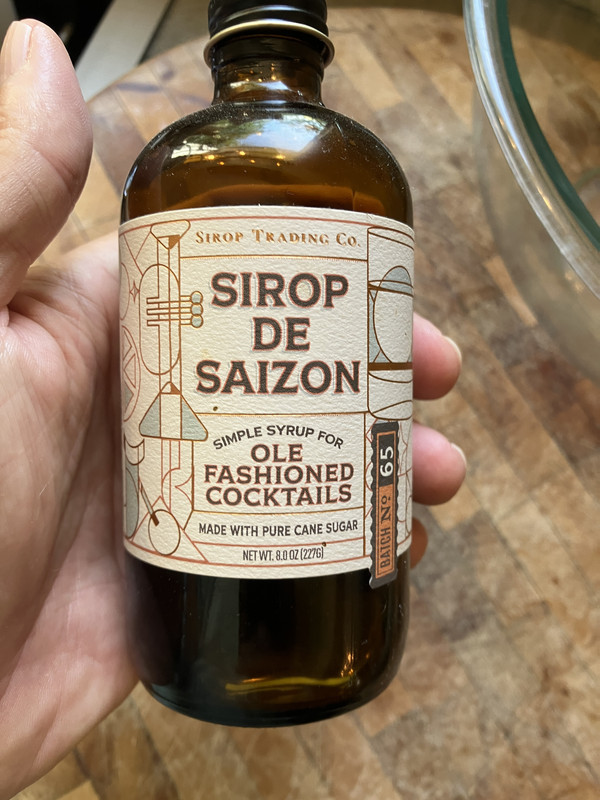 SIROP TRADING CO.
SIROP
DE
SAIZON
SIMPLE SYRUP FOR
OLE
FASHIONED
COCKTAILS
MADE WITH PURE CANE SUGAR
NET WT. 8.0 OZ (227G)
BATCH Nº 65